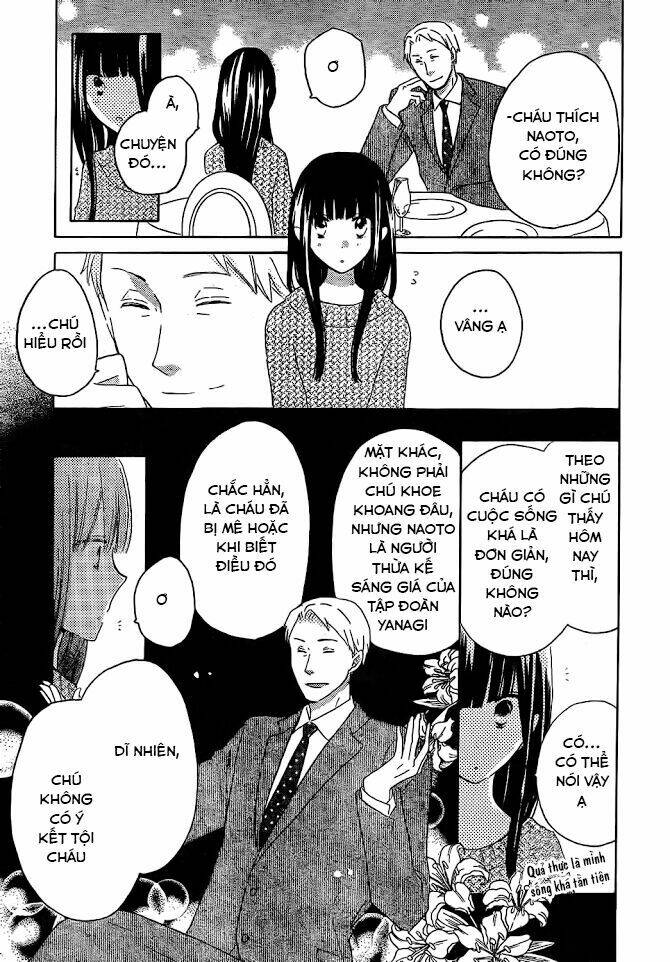 -CHÁU THÍCH
NAOTO,
CÓ ĐÚNG
KHÔNG?
Ơ
À,
CHUYỆN
ĐÓ...
...
VÂNG Ạ
...CHÚ
HIỂU RỒI
THEO
NHỮNG
GÌ CHÚ
THẤY
HÔM
NAY
THÌ,
CHÁU CÓ
CUỘC SỐNG
KHÁ LÀ
ĐƠN GIẢN,
ĐÚNG
KHÔNG
NÀO?
CÓ...
CÓ THỂ
NÓI VẬY
Ạ
Quả thực là mình
sống khá tằn tiện
MẶT KHÁC,
KHÔNG PHẢI
CHÚ KHOE
KHOANG ĐÂU,
NHƯNG NAOTO
LÀ NGƯỜI
THỪA KẾ
SÁNG GIÁ CỦA
TẬP ĐOÀN
YANAGI
CHẮC HẲN,
LÀ CHÁU ĐÃ
BỊ MÊ HOẶC
KHI BIẾT
ĐIỀU ĐÓ
Ơ
DĨ NHIÊN,
CHÚ
KHÔNG
CÓ Ý
KẾT TỘI
CHÁU